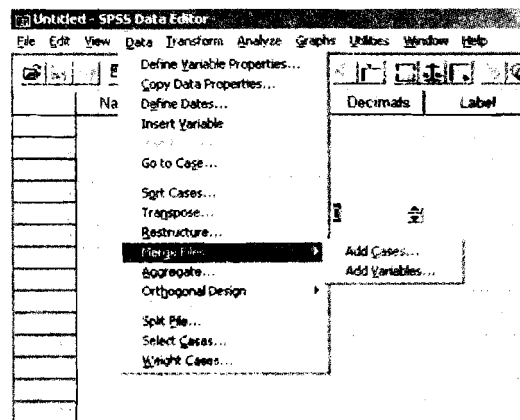 Untitled - SPSS Data Editor
File Edit View Data Transform Analyze Graphs Utilities Window Help
Define Variable Properties...
Copy Data Properties...
Na
Decimals
Label
Define Dates...
Insert Variable
Go to Case...
Sort Cases...
Transpose...
Restructure...
Merge Files
Add Cases...
Aggregate...
Add Variables...
Orthogonal Design
Split File...
Select Cases...
Weight Cases...